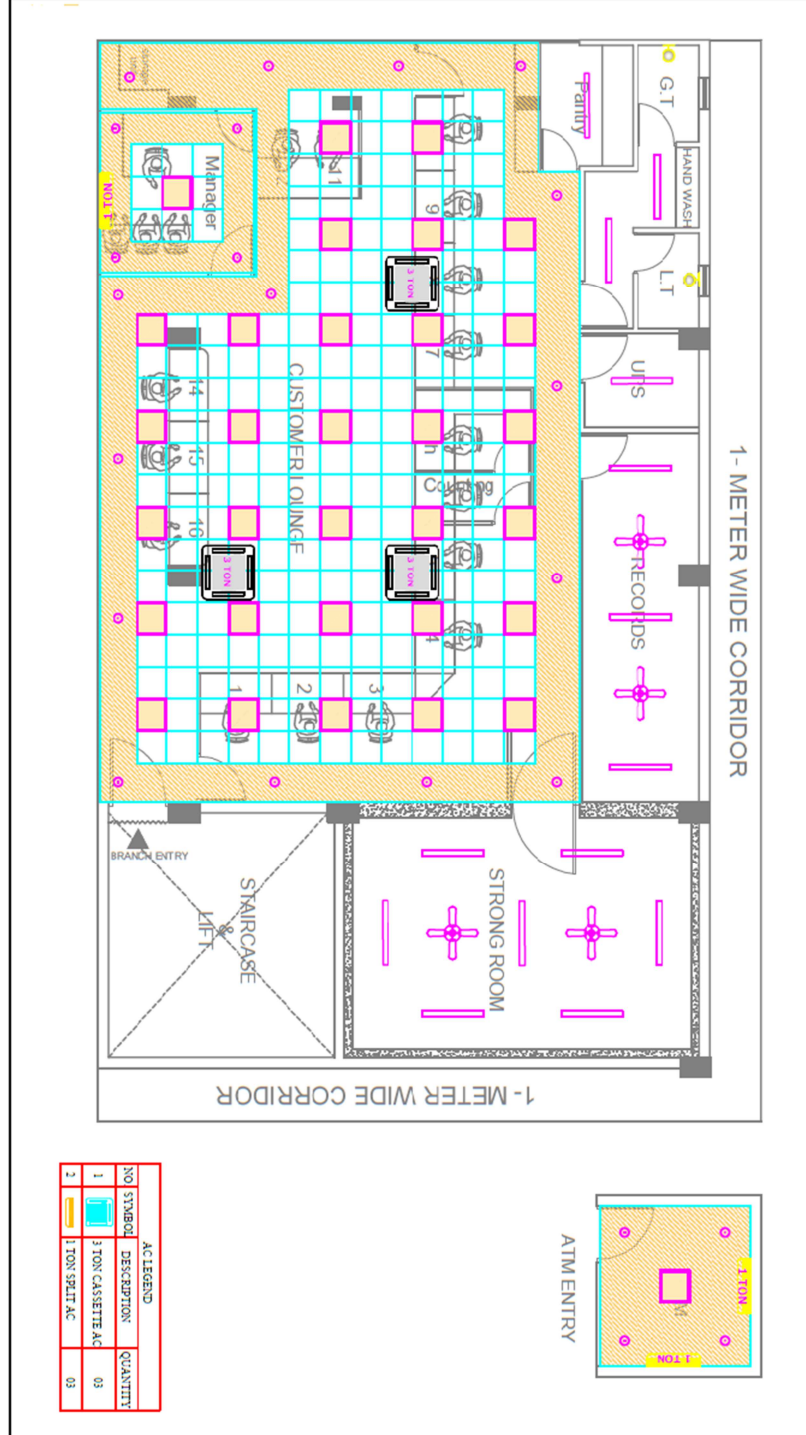 G.T
Pantry
HAND WASH
L.T
Manager
1 TON
11
9
3 TON
7
UPS
14
15
16
CUSTOMER LOUNGE
3 TON
3 TON
RECORDS
4
1
2
3
1- METER WIDE CORRIDOR
BRANCH ENTRY
STAIRCASE
&
LIFT
STRONG ROOM
1- METER WIDE CORRIDOR
AC LEGEND
NO SYMBOL DESCRIPTION QUANTITY
1 3 TON CASSETTE AC 03
2 1 TON SPLIT AC 03
ATM ENTRY
1 TON
1 TON